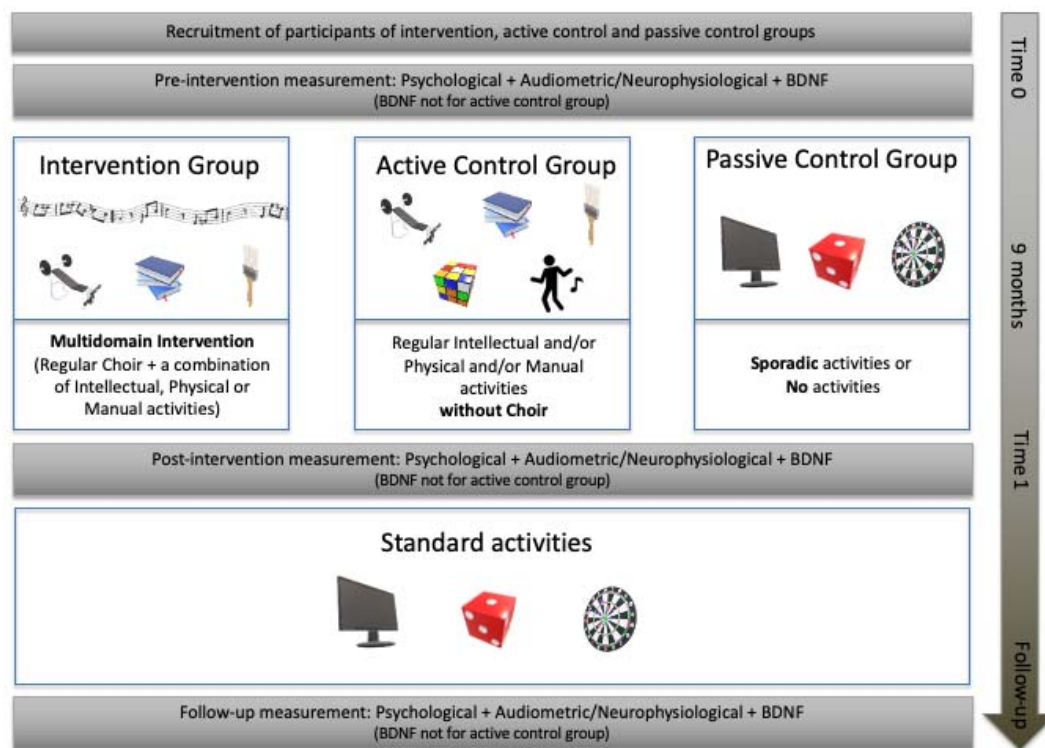 Recruitment of participants of intervention, active control and passive control groups
Pre-intervention measurement: Psychological + Audiometric/Neurophysiological + BDNF
(BDNF not for active control group)
Intervention Group
Multidomain Intervention
(Regular Choir + a combination
of Intellectual, Physical or
Manual activities)
Active Control Group
Regular Intellectual and/or
Physical and/or Manual
activities
without Choir
Passive Control Group
Sporadic activities or
No activities
Post-intervention measurement: Psychological + Audiometric/Neurophysiological + BDNF
(BDNF not for active control group)
Standard activities
Follow-up measurement: Psychological + Audiometric/Neurophysiological + BDNF
(BDNF not for active control group)
Time 0
9 months
Time 1
Follow-up